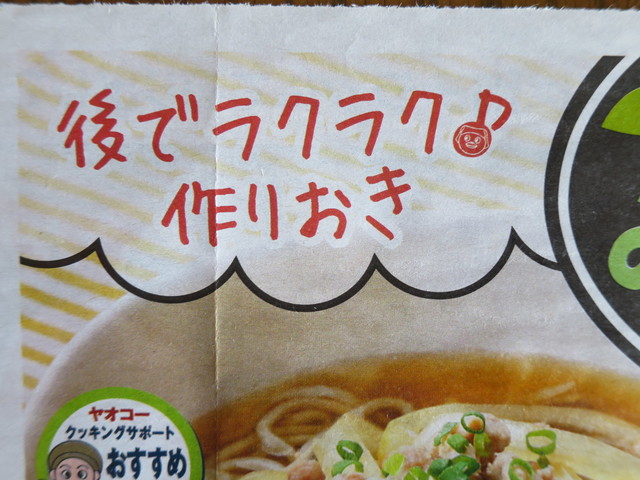 後でラクラク♪
作りおき
ヤオコー
クッキングサポート
おすすめ